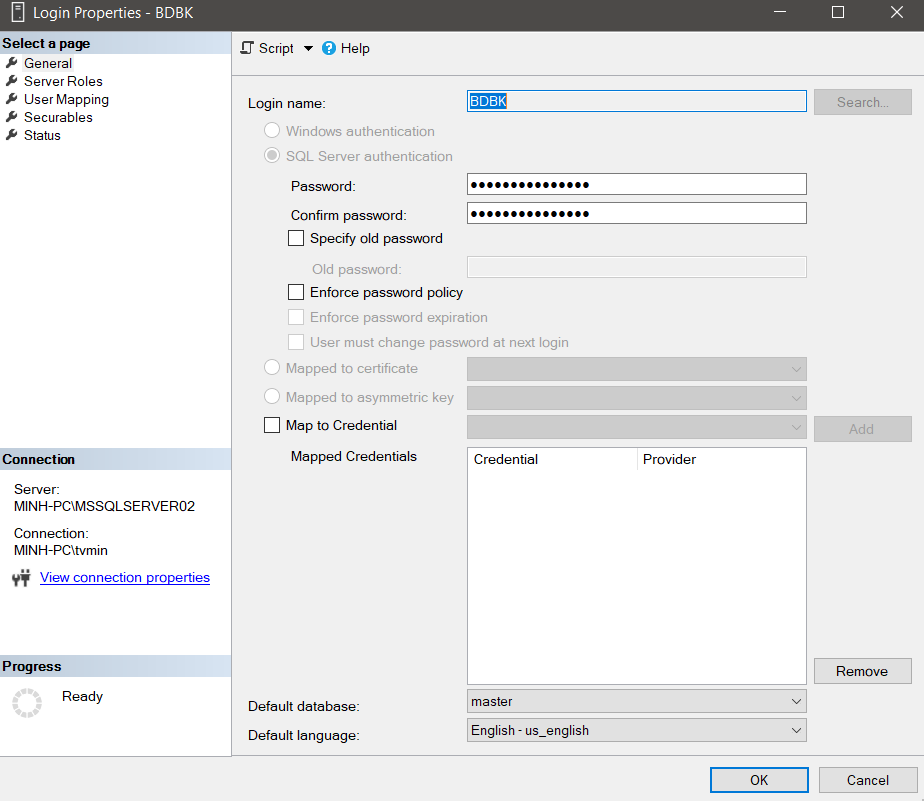 Login Properties - BDBK
Select a page
General
Server Roles
User Mapping
Securables
Status
Script
Help
Login name:
BDBK
Search...
Windows authentication
SQL Server authentication
Password:
●●●●●●●●●●●●●●●
Confirm password:
●●●●●●●●●●●●●●●
Specify old password
Old password:
Enforce password policy
Enforce password expiration
User must change password at next login
Mapped to certificate
Mapped to asymmetric key
Map to Credential
Add
Mapped Credentials
Credential
Provider
Remove
Default database:
master
Default language:
English - us_english
Connection
Server:
MINH-PC\MSSQLSERVER02
Connection:
MINH-PC\tvmin
View connection properties
Progress
Ready
OK
Cancel